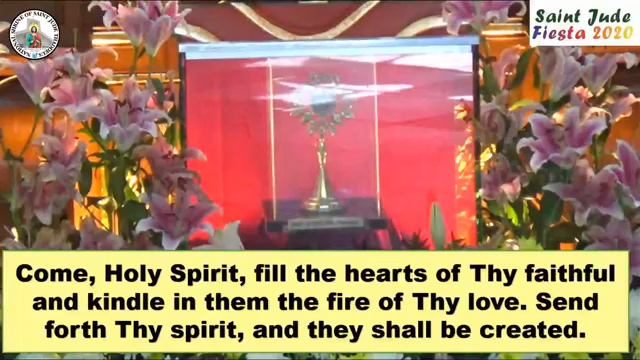 Saint Jude
Fiesta 2020
Come, Holy Spirit, fill the hearts of Thy faithful
and kindle in them the fire of Thy love. Send
forth Thy spirit, and they shall be created.